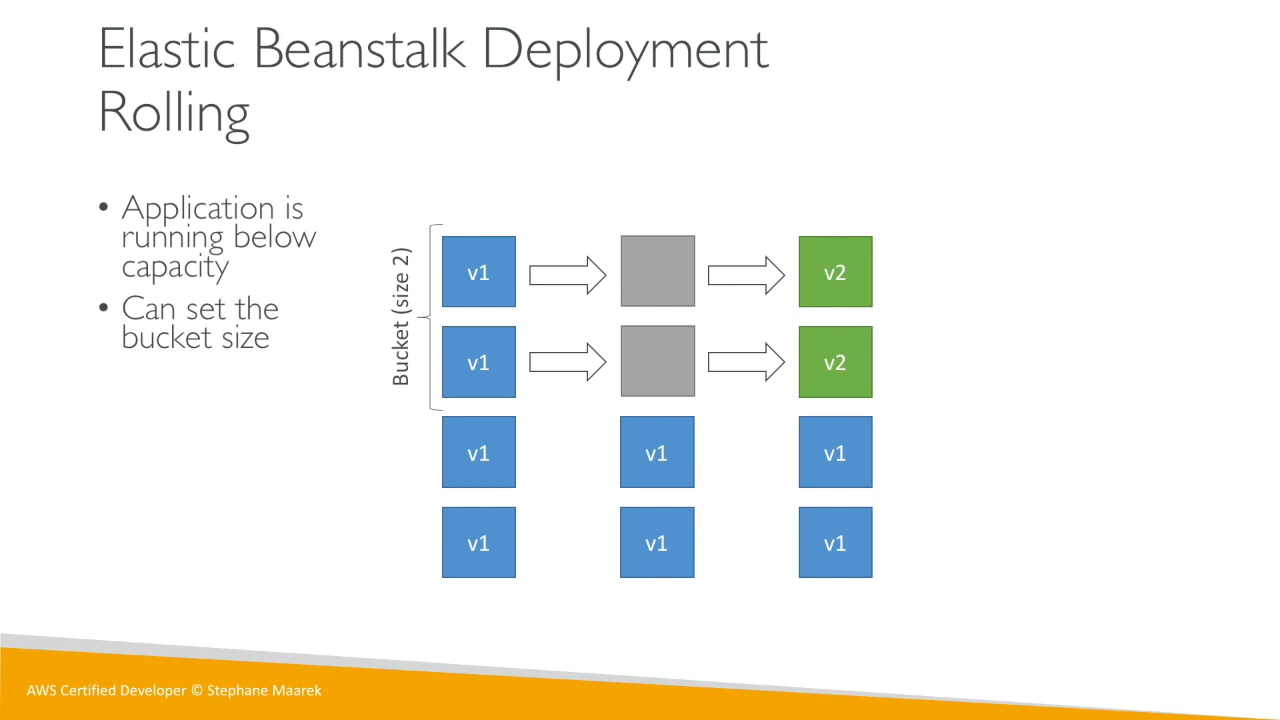 Elastic Beanstalk Deployment
Rolling
• Application is
running below
capacity
• Can set the
bucket size
Bucket (size 2)
v1
v2
v1
v2
v1
v1
v1
v1
v1
v1
AWS Certified Developer © Stephane Maarek